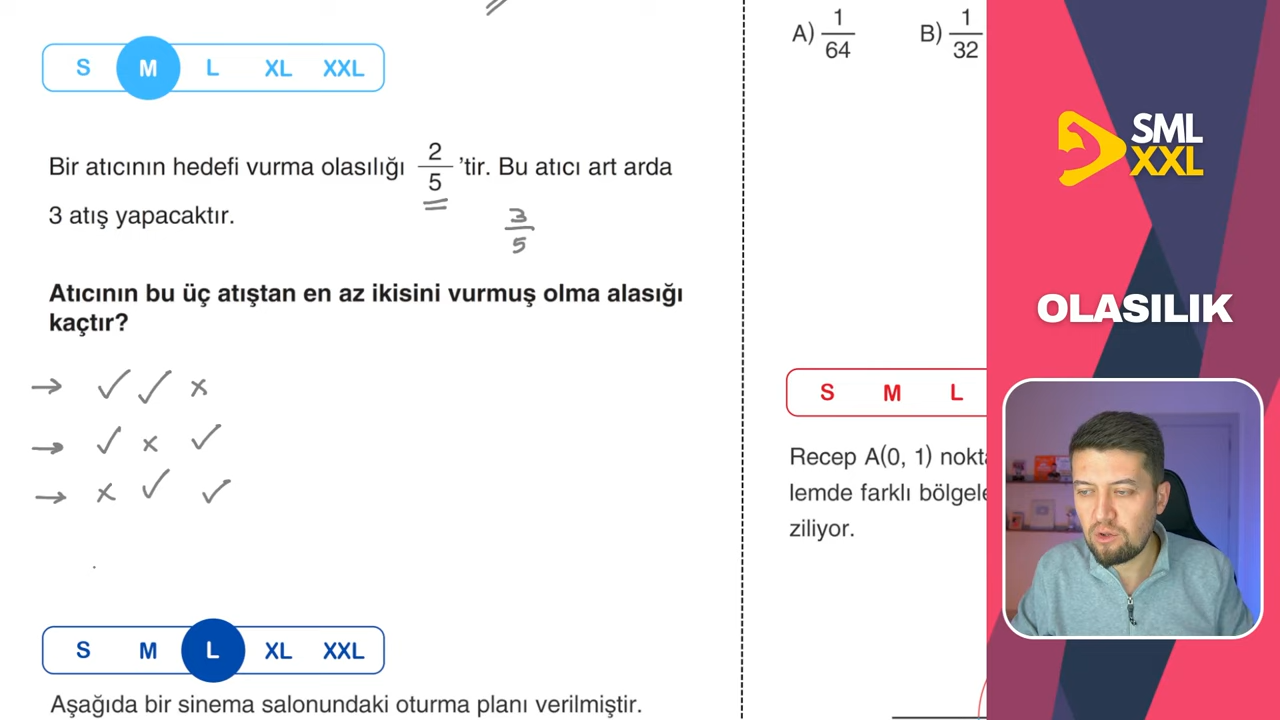 S M L XL XXL
Bir atıcının hedefi vurma olasılığı 2/5 'tir. Bu atıcı art arda
3 atış yapacaktır.
3/5
Atıcının bu üç atıştan en az ikisini vurmuş olma alasığı
kaçtır?
→ ✓ ✓ x
→ ✓ x ✓
→ x ✓ ✓
S M L XL XXL
Aşağıda bir sinema salonundaki oturma planı verilmiştir.
A) 1/64 B) 1/32
S M L
Recep A(0, 1) nokta
lemde farklı bölgele
ziliyor.
SML
XXL
OLASILIK